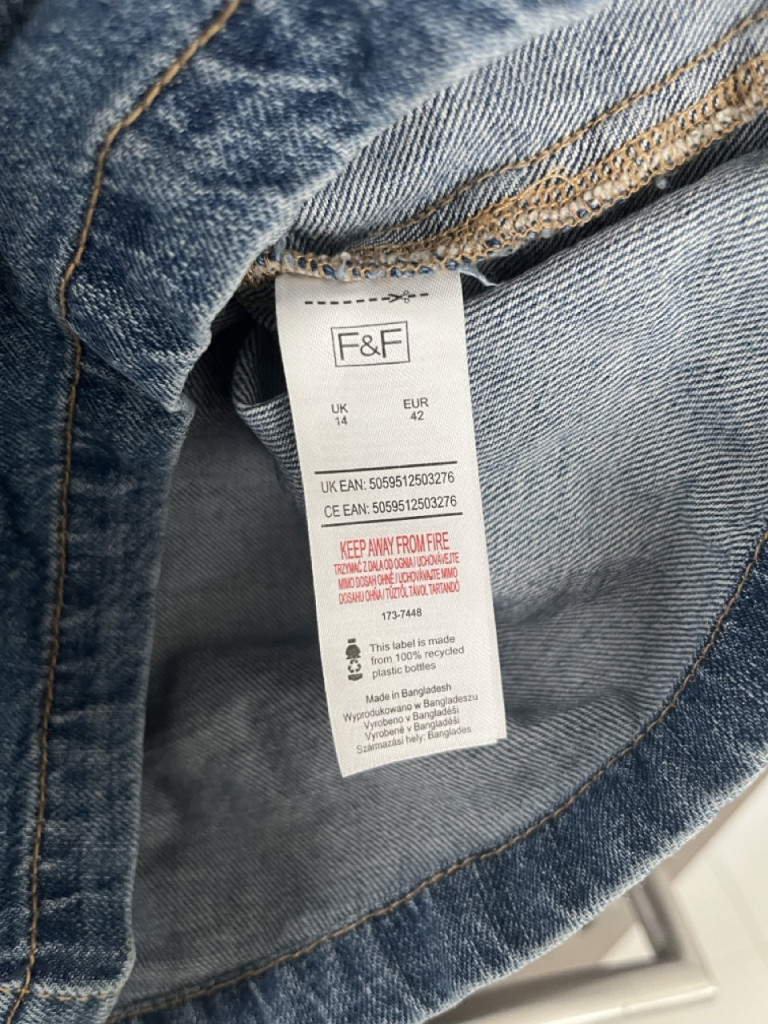 F&F
UK EUR
14 42
UK EAN: 5059512503276
CE EAN: 5059512503276
KEEP AWAY FROM FIRE
TRZYMAĆ Z DALA OD OGNIA / UCHOVÁVEJTE
MIMO DOSAH OHNĚ / UCHOVÁVAJTE MIMO
DOSAHU OHŇA / TŰZTŐL TÁVOL TARTANDÓ
173-7448
This label is made
from 100% recycled
plastic bottles
Made in Bangladesh
Wyprodukowano w Bangladeszu
Vyrobeno v Bangladéši
Vyrobené v Bangladéši
Származási hely: Banglades